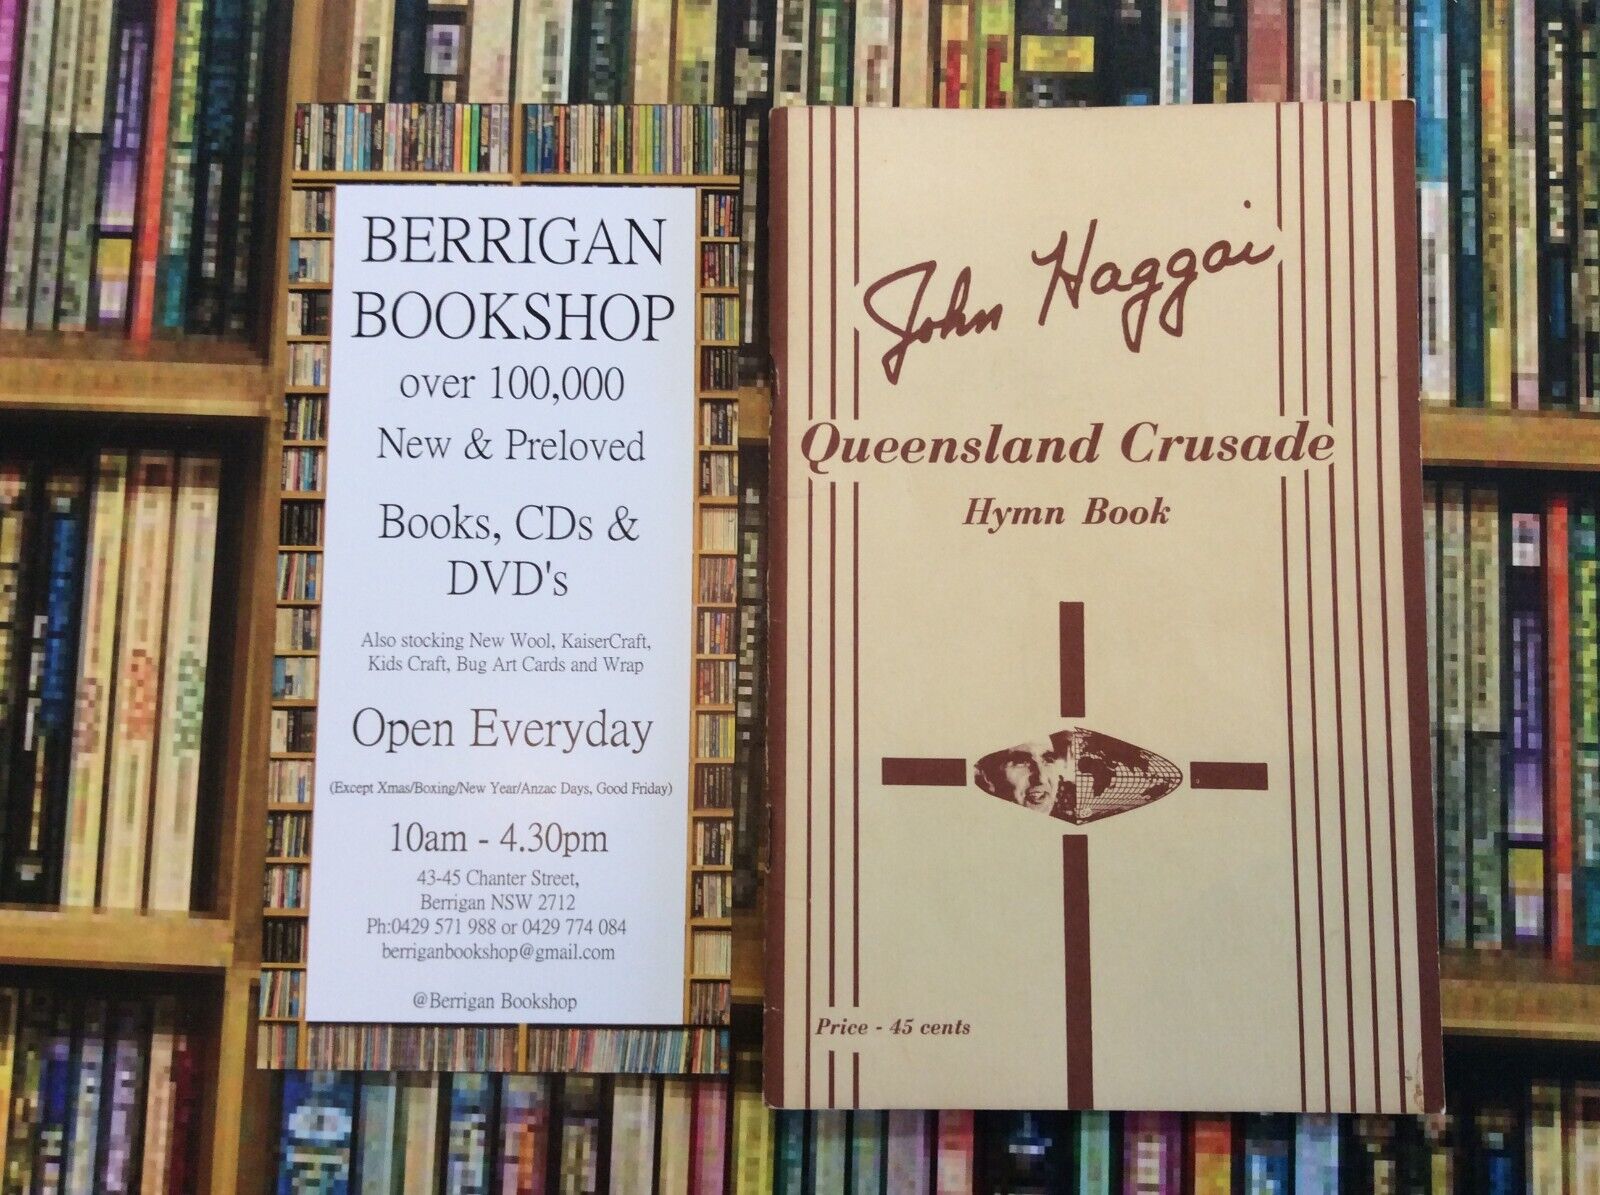 BERRIGAN
BOOKSHOP
over 100,000
New & Preloved
Books, CDs &
DVD's
Also stocking New Wool, KaiserCraft,
Kids Craft, Bug Art Cards and Wrap
Open Everyday
(Except Xmas/Boxing/New Year/Anzac Days, Good Friday)
10am - 4.30pm
43-45 Chanter Street,
Berrigan NSW 2712
Ph:0429 571 988 or 0429 774 084
berriganbookshop@gmail.com
@Berrigan Bookshop
John Haggai
Queensland Crusade
Hymn Book
Price - 45 cents